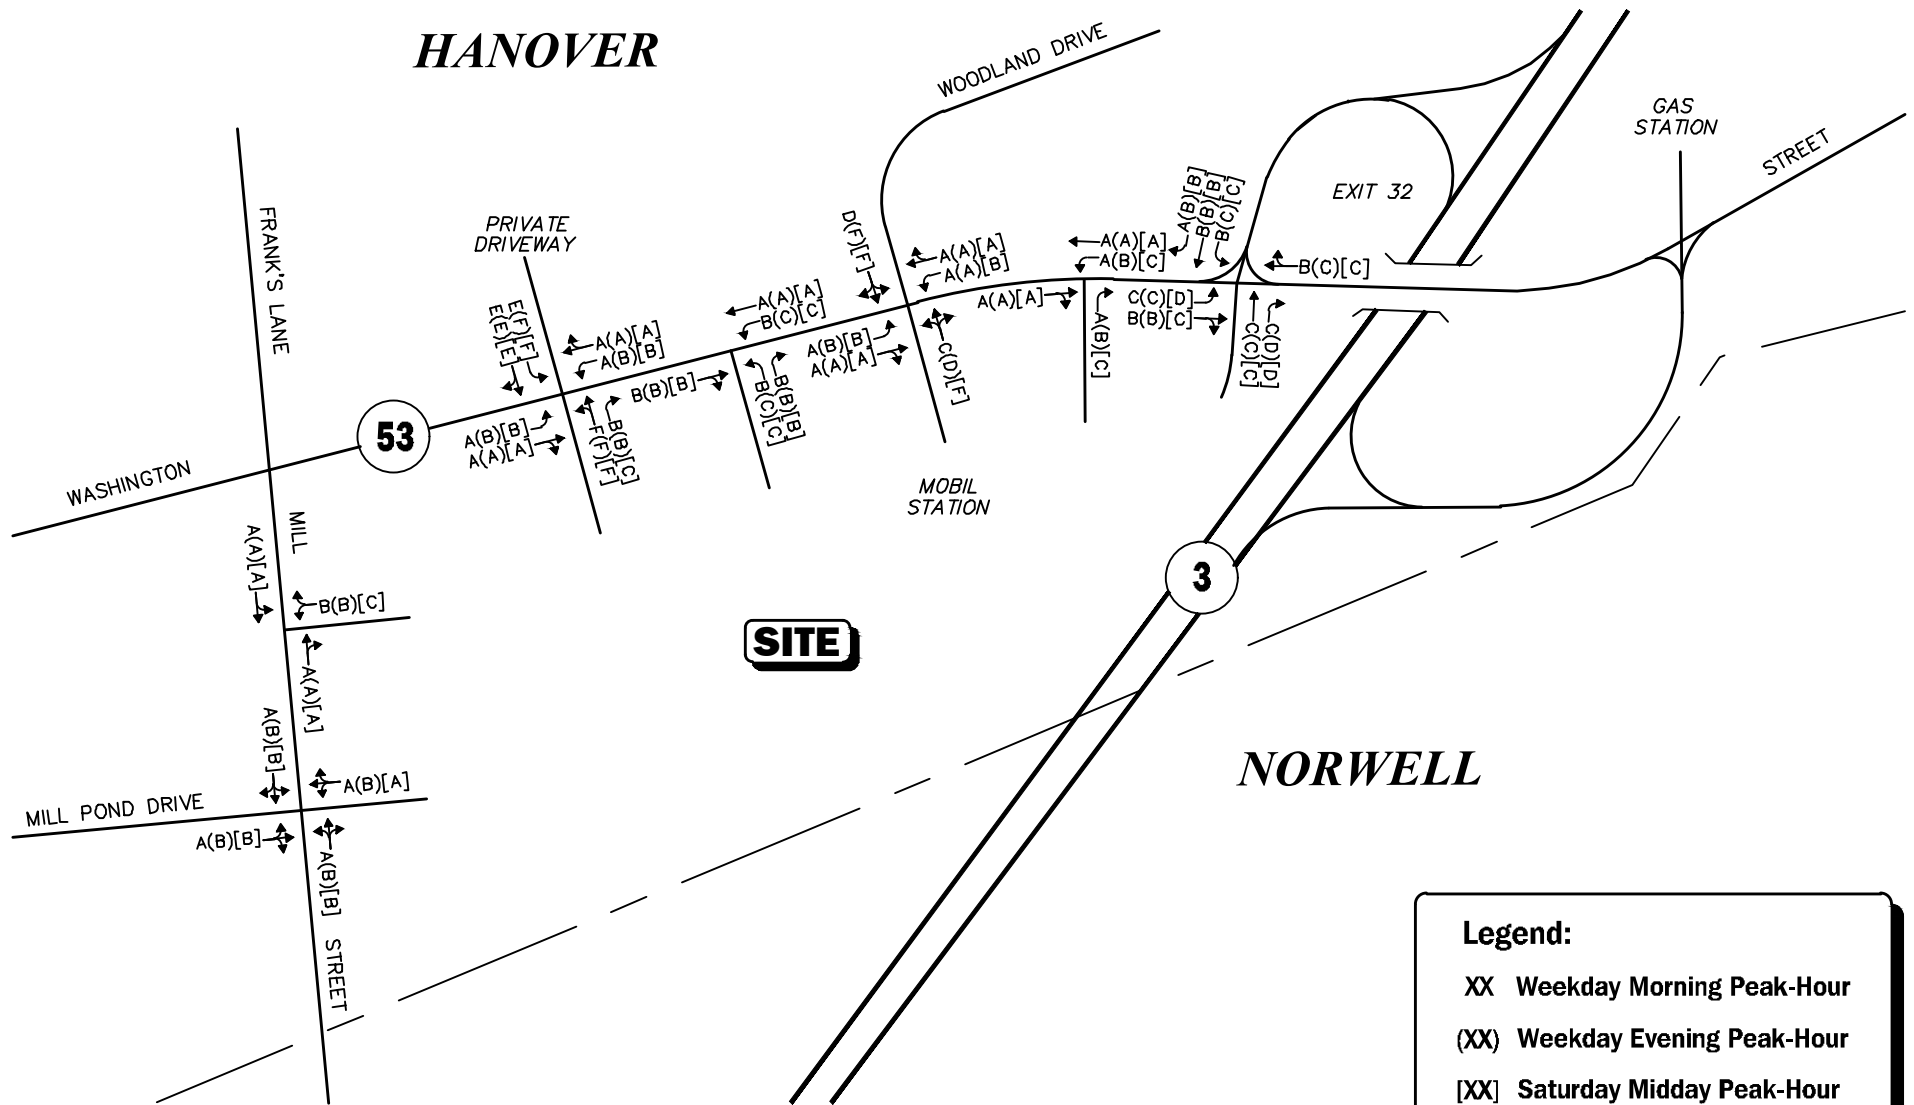 HANOVER
WOODLAND DRIVE
GAS
STATION
STREET
EXIT 32
FRANK'S LANE
PRIVATE
DRIVEWAY
D(F)[F]
A(A)[A]
A(A)[B]
A(A)[A]
A(B)[C]
A(B)[B]
B(B)[B]
B(C)[C]
B(C)[C]
A(A)[A]
C(C)[D]
B(B)[C]
A(B)[C]
C(C)[C]
C(D)[D]
E(F)[F]
E(E)[E]
A(A)[A]
A(B)[B]
A(A)[A]
B(C)[C]
A(B)[B]
A(A)[A]
C(D)[F]
B(B)[B]
B(B)[B]
B(C)[C]
A(B)[B]
A(A)[A]
B(B)[C]
F(F)[F]
53
WASHINGTON
MOBIL
STATION
MILL
A(A)[A]
B(B)[C]
A(A)[A]
3
SITE
A(B)[B]
A(B)[A]
MILL POND DRIVE
A(B)[B]
A(B)[B]
STREET
NORWELL
Legend:
XX Weekday Morning Peak-Hour
(XX) Weekday Evening Peak-Hour
[XX] Saturday Midday Peak-Hour